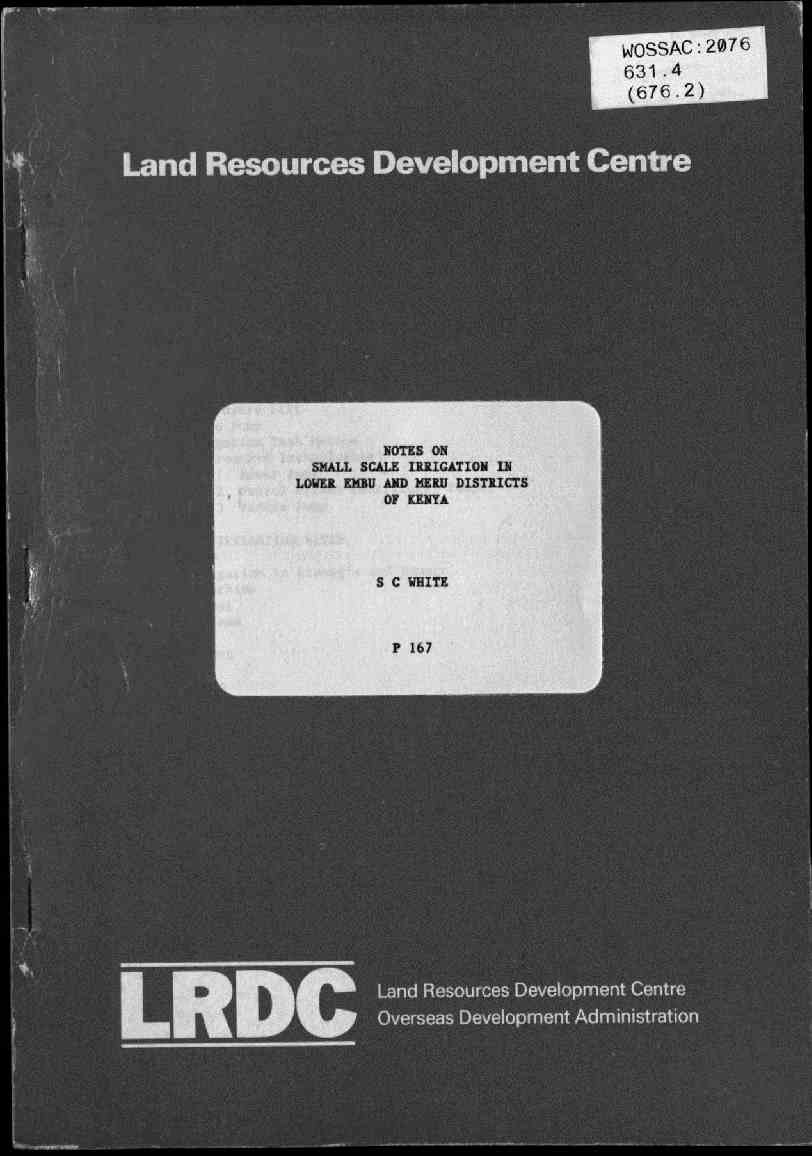 WOSSAC:2076
631.4
(676.2)
Land Resources Development Centre
NOTES ON
SMALL SCALE IRRIGATION IN
LOWER EMBU AND MERU DISTRICTS
OF KENYA
S C WHITE
P 167
LRDC
Land Resources Development Centre
Overseas Development Administration